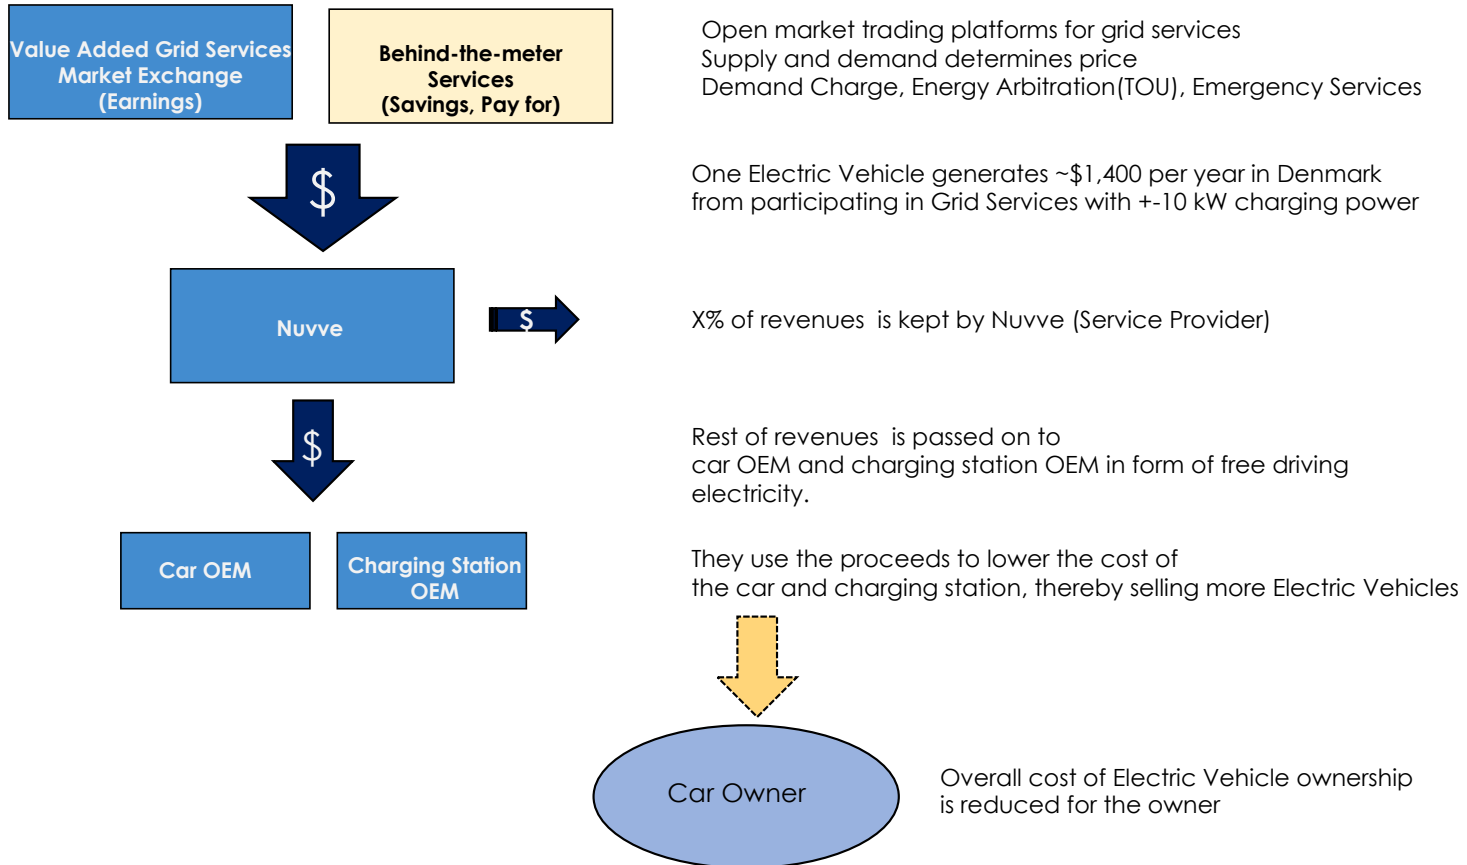 Value Added Grid Services
Market Exchange
(Earnings)
Behind-the-meter
Services
(Savings, Pay for)
Open market trading platforms for grid services
Supply and demand determines price
Demand Charge, Energy Arbitration(TOU), Emergency Services
$
One Electric Vehicle generates ~$1,400 per year in Denmark
from participating in Grid Services with +-10 kW charging power
Nuvve
$
X% of revenues is kept by Nuvve (Service Provider)
$
Rest of revenues is passed on to
car OEM and charging station OEM in form of free driving
electricity.
Car OEM
Charging Station
OEM
They use the proceeds to lower the cost of
the car and charging station, thereby selling more Electric Vehicles
Car Owner
Overall cost of Electric Vehicle ownership
is reduced for the owner